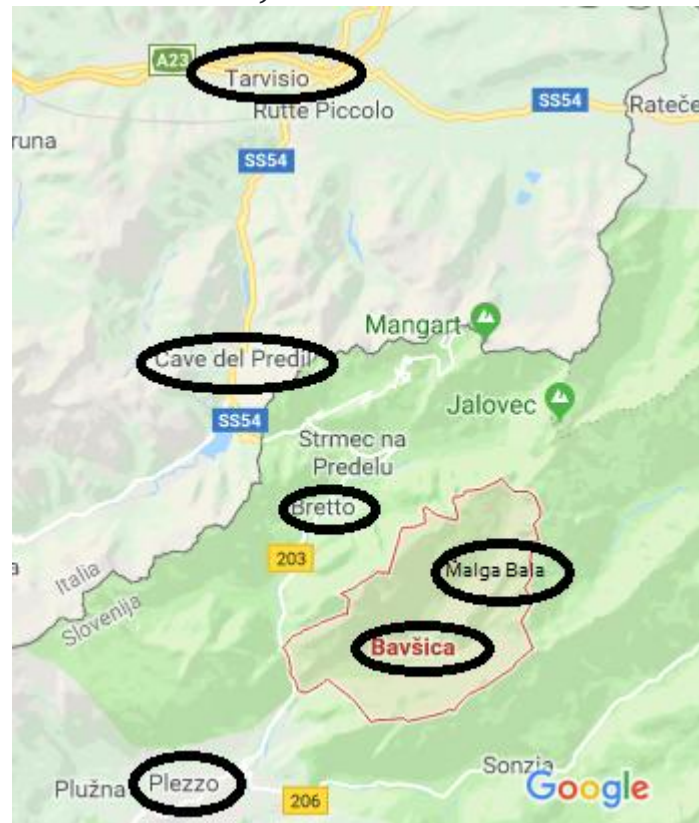 A23
Tarvisio
Rutte Piccolo
SS54
Rateče
runa
SS54
Mangart
Cave del Predil
Jalovec
SS54
Strmec na
Predelu
Bretto
203
Malga Bala
Italia
Slovenija
Bavšica
Sonzia
Google
Plužna
Plezzo
206